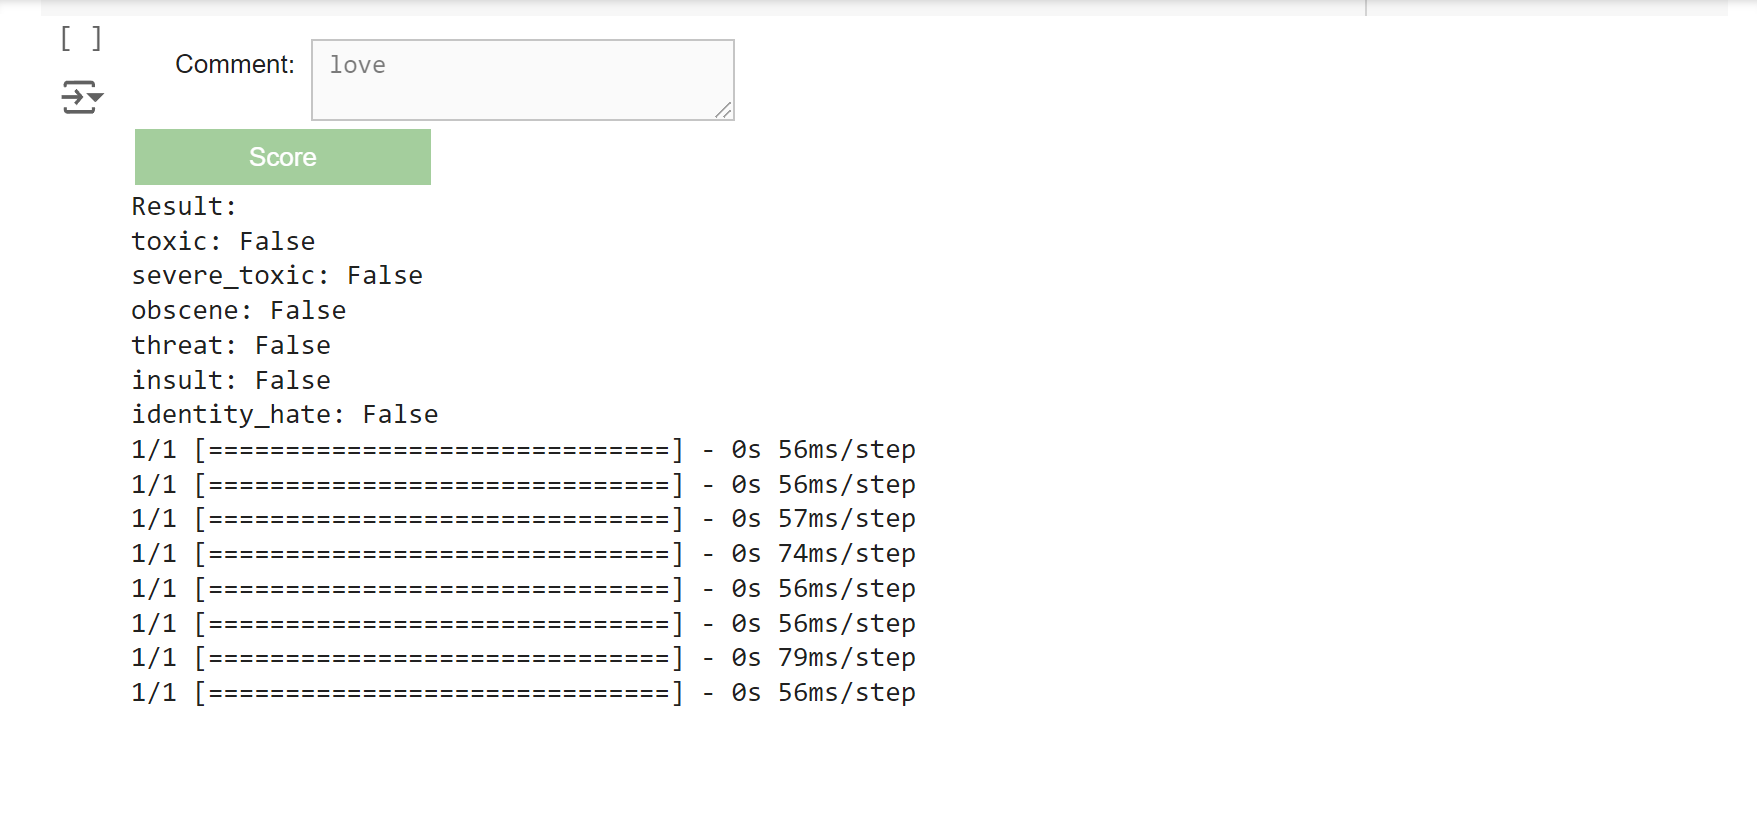 [ ]
Comment: love
Score
Result:
toxic: False
severe_toxic: False
obscene: False
threat: False
insult: False
identity_hate: False
1/1 [==============================] - 0s 56ms/step
1/1 [==============================] - 0s 56ms/step
1/1 [==============================] - 0s 57ms/step
1/1 [==============================] - 0s 74ms/step
1/1 [==============================] - 0s 56ms/step
1/1 [==============================] - 0s 56ms/step
1/1 [==============================] - 0s 79ms/step
1/1 [==============================] - 0s 56ms/step